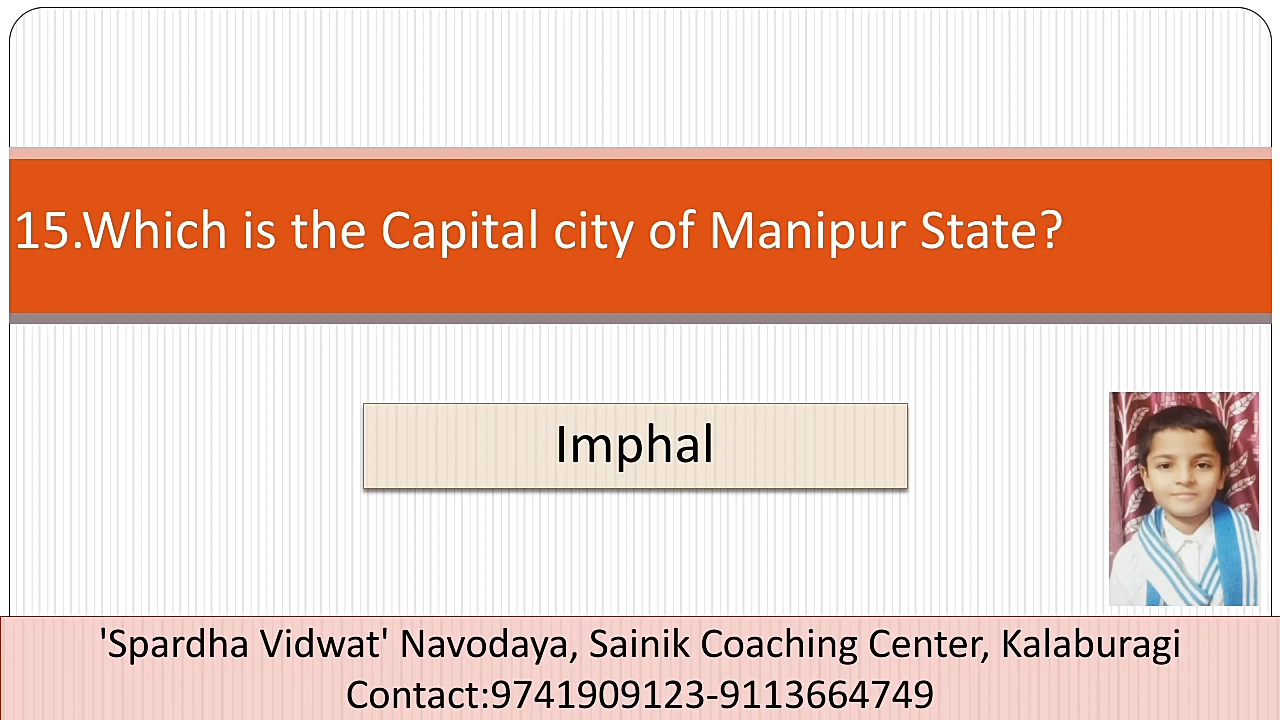 15.Which is the Capital city of Manipur State?
Imphal
'Spardha Vidwat' Navodaya, Sainik Coaching Center, Kalaburagi
Contact:9741909123-9113664749